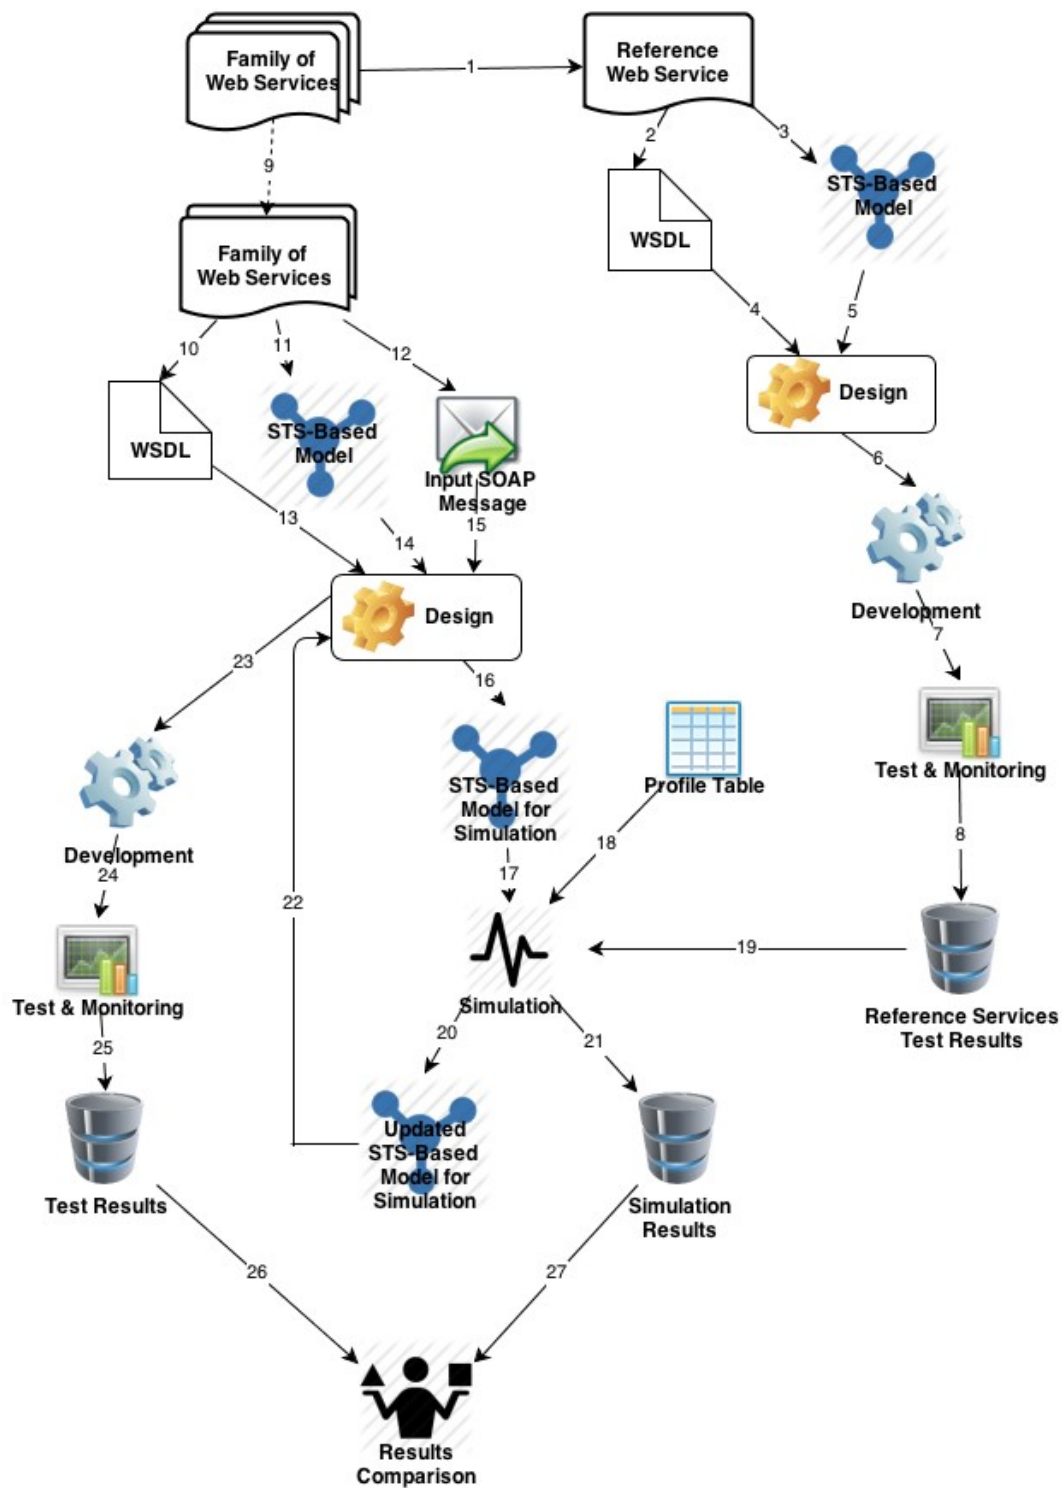 Family of
Web Services
1
Reference
Web Service
2
3
9
STS-Based
Model
WSDL
Family of
Web Services
4
5
10
11
12
Design
WSDL
STS-Based
Model
Input SOAP
Message
6
13
14
15
Design
Development
7
23
16
Test & Monitoring
Profile Table
STS-Based
Model for
Simulation
8
18
Development
24
17
22
19
Test & Monitoring
Simulation
Reference Services
Test Results
25
20
21
Updated
STS-Based
Model for
Simulation
Test Results
Simulation
Results
26
27
Results
Comparison